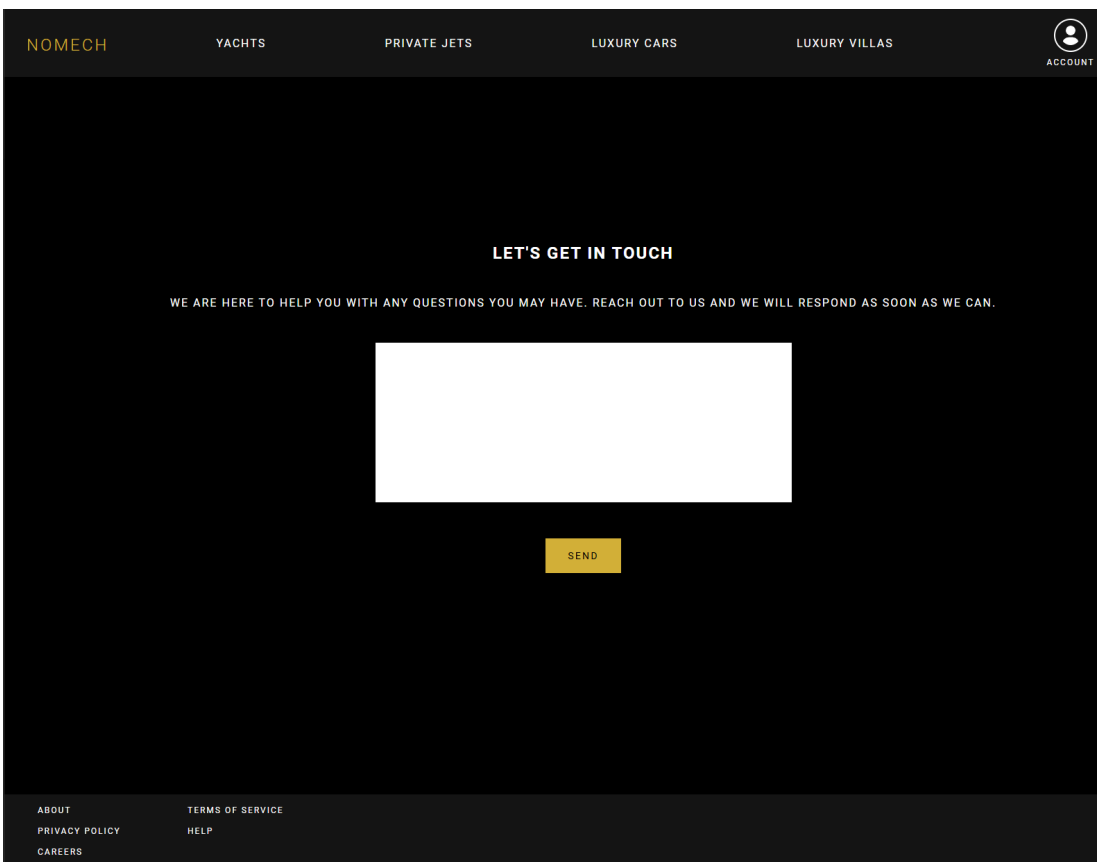 NOMECH
YACHTS
PRIVATE JETS
LUXURY CARS
LUXURY VILLAS
ACCOUNT
LET'S GET IN TOUCH
WE ARE HERE TO HELP YOU WITH ANY QUESTIONS YOU MAY HAVE. REACH OUT TO US AND WE WILL RESPOND AS SOON AS WE CAN.
SEND
ABOUT
PRIVACY POLICY
CAREERS
TERMS OF SERVICE
HELP